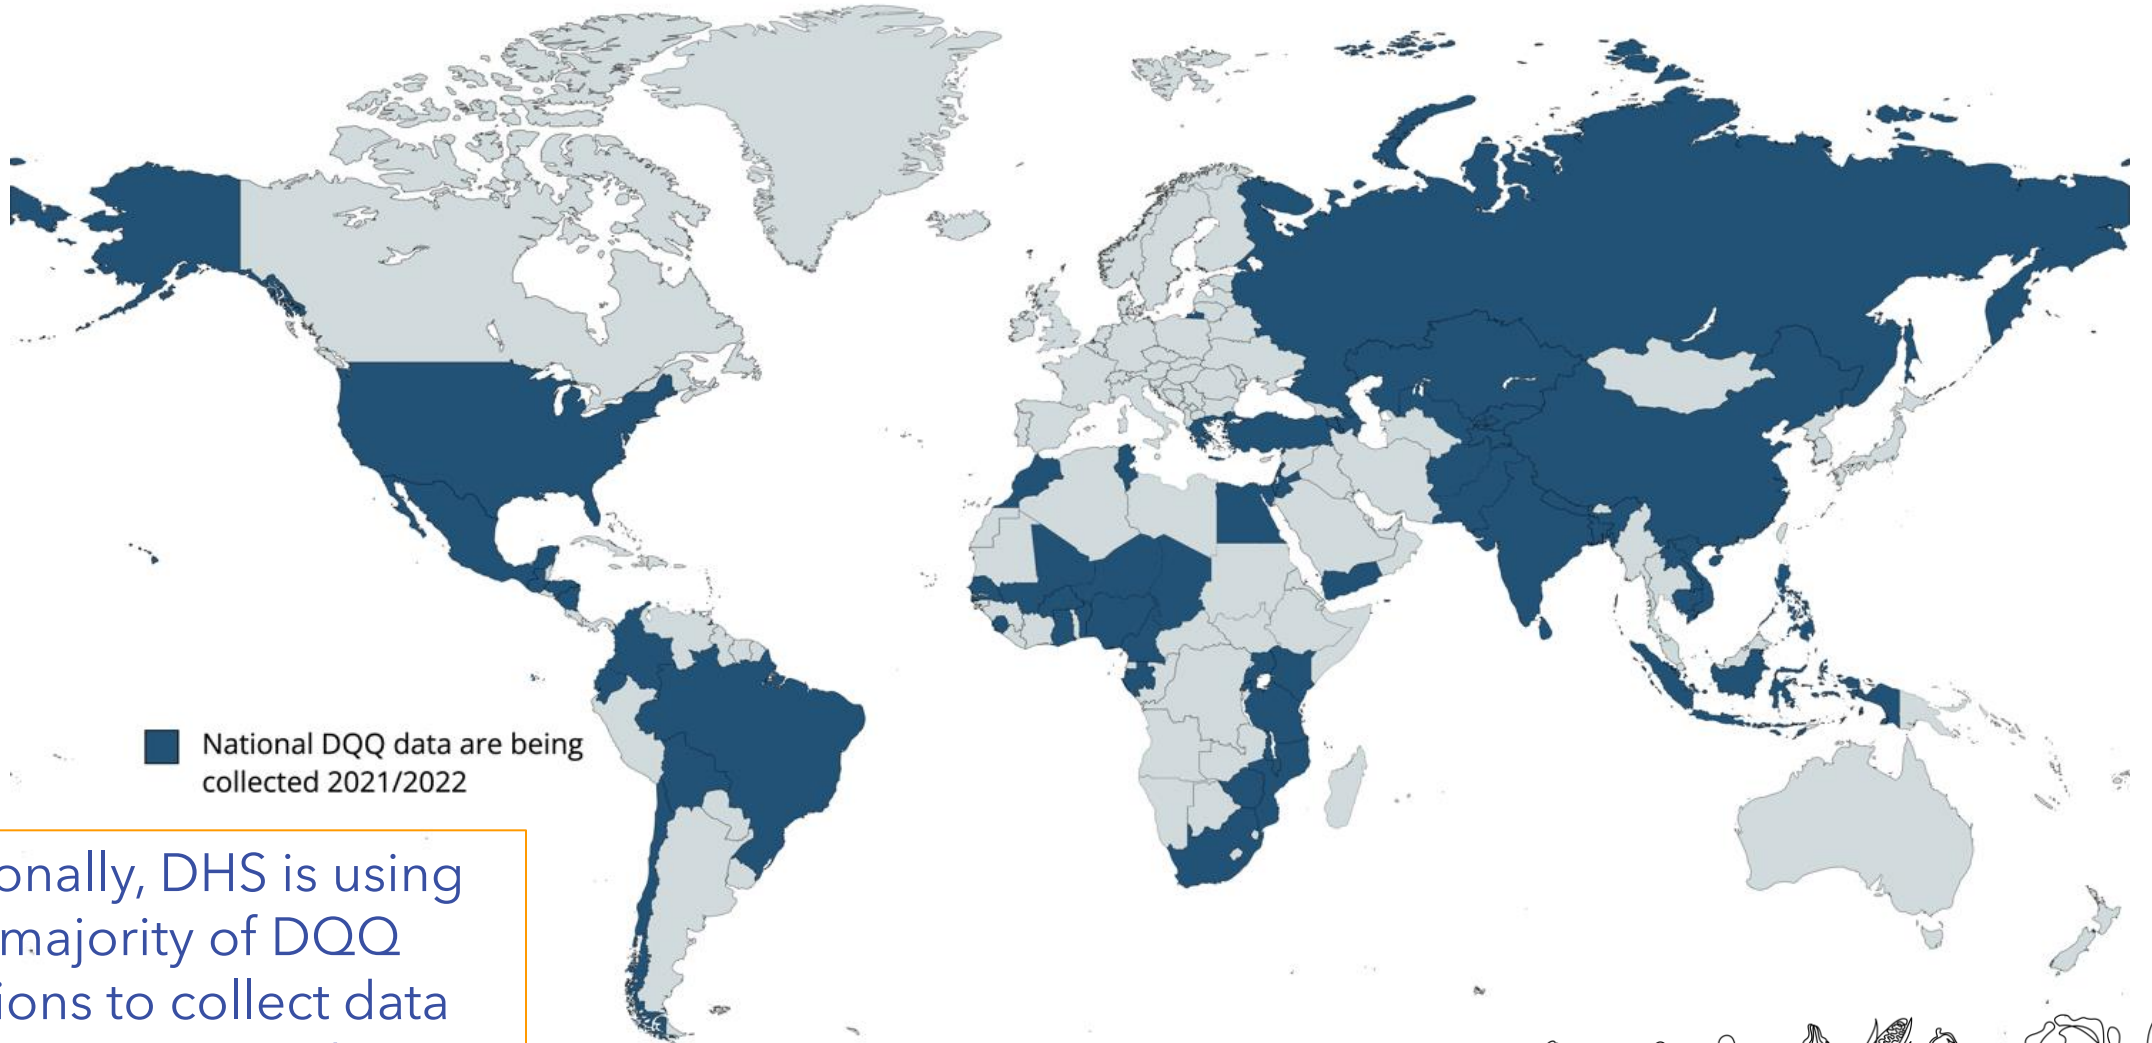 National DQQ data are being
collected 2021/2022
onally, DHS is using
majority of DQQ
ions to collect data